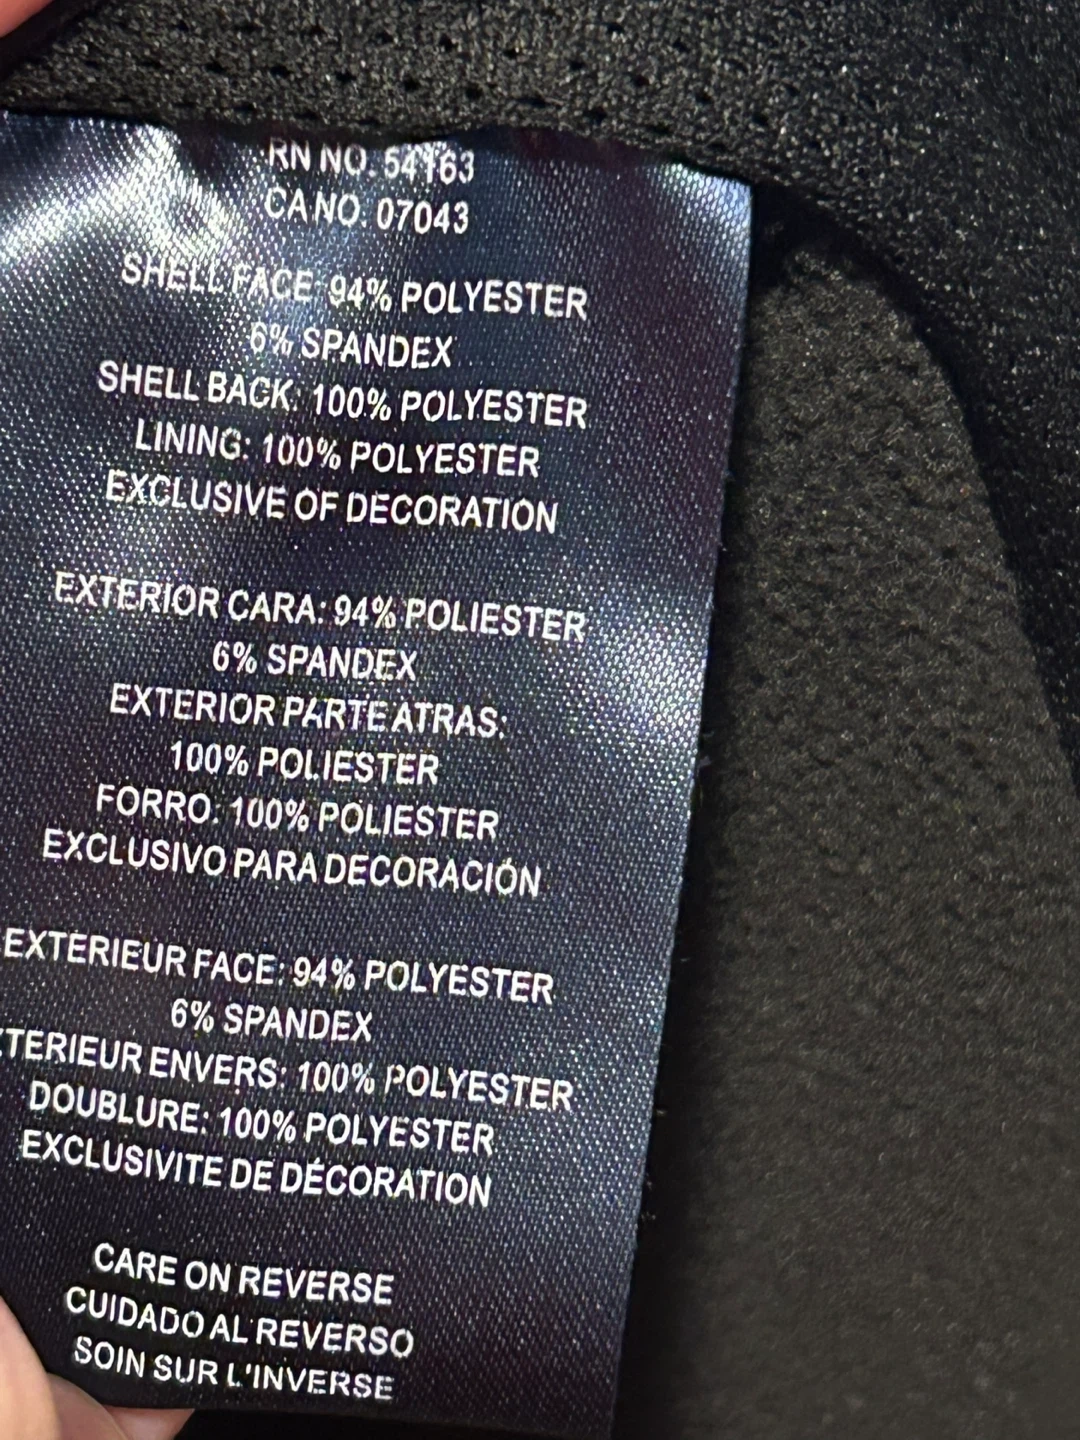 RN NO. 54163
CA NO. 07043
SHELL FACE: 94% POLYESTER
6% SPANDEX
SHELL BACK: 100% POLYESTER
LINING: 100% POLYESTER
EXCLUSIVE OF DECORATION
EXTERIOR CARA: 94% POLIESTER
6% SPANDEX
EXTERIOR PARTE ATRAS:
100% POLIESTER
FORRO: 100% POLIESTER
EXCLUSIVO PARA DECORACIÓN
EXTERIEUR FACE: 94% POLYESTER
6% SPANDEX
XTERIEUR ENVERS: 100% POLYESTER
DOUBLURE: 100% POLYESTER
EXCLUSIVITE DE DÉCORATION
CARE ON REVERSE
CUIDADO AL REVERSO
SOIN SUR L'INVERSE